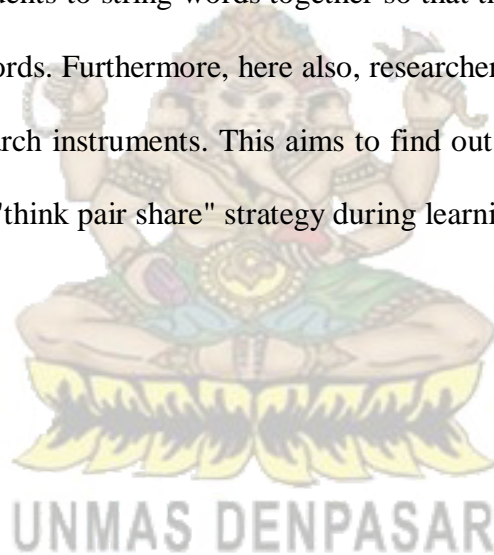 ents to string words together so that th
ords. Furthermore, here also, researcher
arch instruments. This aims to find out
"think pair share" strategy during learni
UNMAS DENPASAR